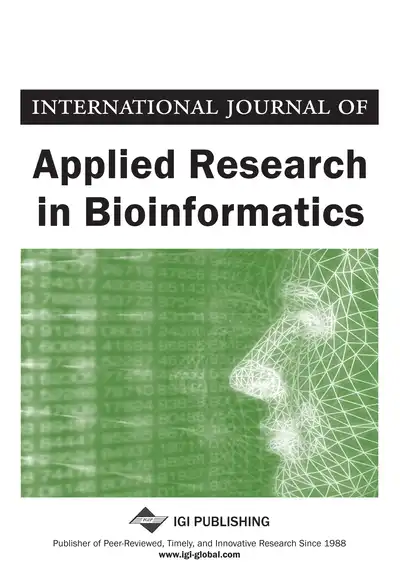 INTERNATIONAL JOURNAL OF
Applied Research
in Bioinformatics
IGI PUBLISHING
Publisher of Peer-Reviewed, Timely, and Innovative Research Since 1988
www.igi-global.com